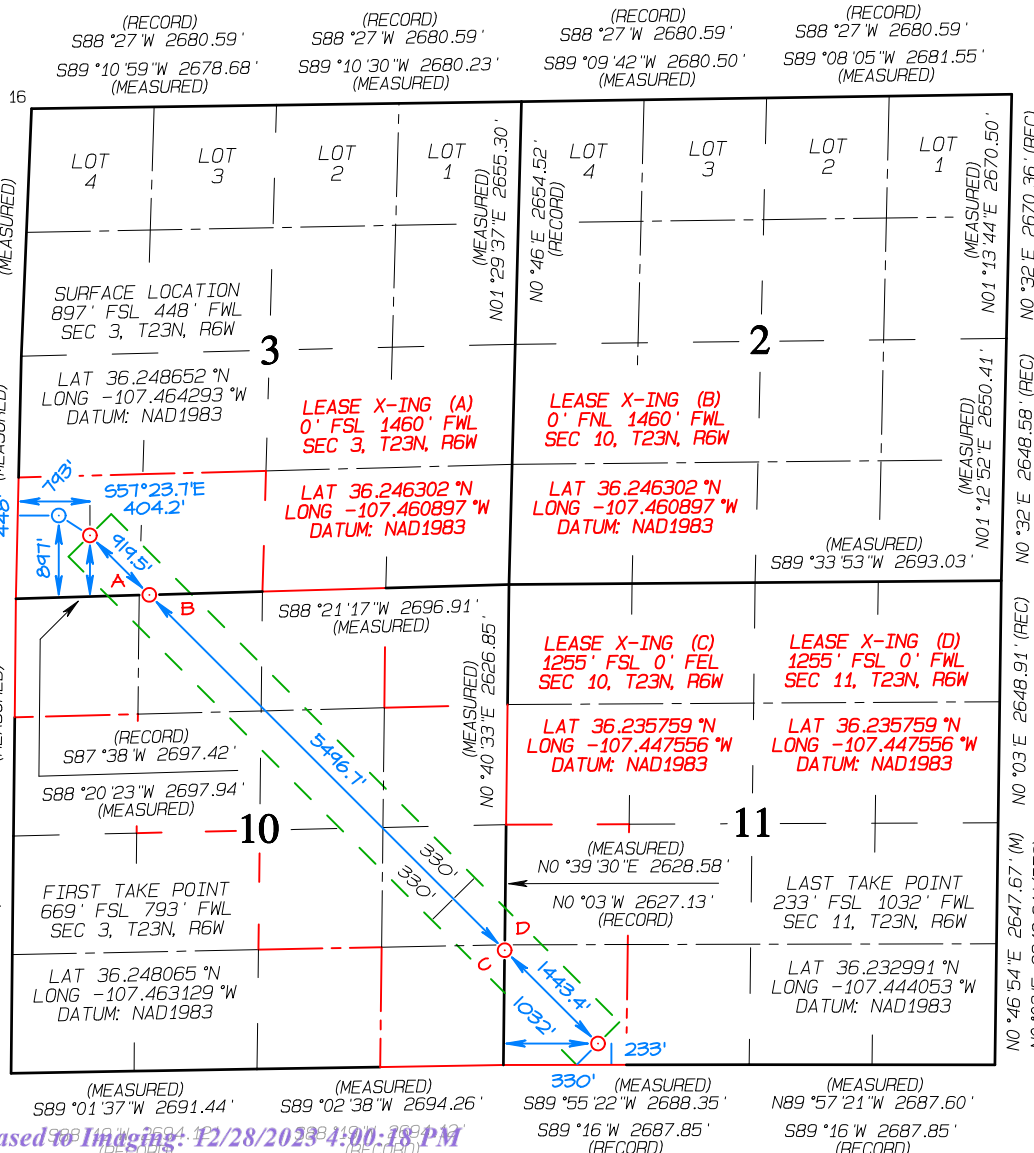 (RECORD)
S88°27'W 2680.59'
S89°10'59"W 2678.68'
(MEASURED)
(RECORD)
S88°27'W 2680.59'
S89°10'30"W 2680.23'
(MEASURED)
(RECORD)
S88°27'W 2680.59'
S89°09'42"W 2680.50'
(MEASURED)
(RECORD)
S88°27'W 2680.59'
S89°08'05"W 2681.55'
(MEASURED)
16
LOT
4
LOT
3
LOT
2
LOT
1
LOT
4
LOT
3
LOT
2
LOT
1
(MEASURED)
(MEASURED)
N01°29'37"E 2655.30'
N0°46'E 2654.52'
(RECORD)
(MEASURED)
N01°13'44"E 2670.50'
N0°32'E 2670.36'(REC)
SURFACE LOCATION
897' FSL 448' FWL
SEC 3, T23N, R6W
3
2
LAT 36.248652°N
LONG -107.464293°W
DATUM: NAD1983
LEASE X-ING (A)
0' FSL 1460' FWL
SEC 3, T23N, R6W
LAT 36.246302°N
LONG -107.460897°W
DATUM: NAD1983
LEASE X-ING (B)
0' FNL 1460' FWL
SEC 10, T23N, R6W
LAT 36.246302°N
LONG -107.460897°W
DATUM: NAD1983
(MEASURED)
N01°12'52"E 2650.41'
N0°32'E 2648.58'(REC)
(MEASURED)
448'
793'
S57°23.7'E
404.2'
897'
919.5'
A
B
(MEASURED)
S89°33'53"W 2693.03'
S88°21'17"W 2696.91'
(MEASURED)
(MEASURED)
N0°40'33"E 2626.85'
LEASE X-ING (C)
1255' FSL 0' FEL
SEC 10, T23N, R6W
LAT 36.235759°N
LONG -107.447556°W
DATUM: NAD1983
LEASE X-ING (D)
1255' FSL 0' FWL
SEC 11, T23N, R6W
LAT 36.235759°N
LONG -107.447556°W
DATUM: NAD1983
N0°03'E 2648.91'(REC)
(RECORD)
S87°38'W 2697.42'
S88°20'23"W 2697.94'
(MEASURED)
5496.7'
10
11
330'
330'
(MEASURED)
N0°39'30"E 2628.58'
N0°03'W 2627.13'
(RECORD)
FIRST TAKE POINT
669' FSL 793' FWL
SEC 3, T23N, R6W
LAT 36.248065°N
LONG -107.463129°W
DATUM: NAD1983
LAST TAKE POINT
233' FSL 1032' FWL
SEC 11, T23N, R6W
LAT 36.232991°N
LONG -107.444053°W
DATUM: NAD1983
N0°46'54"E 2647.67'(M)
D
C
1443.4'
1032'
233'
330'
(MEASURED)
S89°01'37"W 2691.44'
(MEASURED)
S89°02'38"W 2694.26'
(MEASURED)
S89°55'22"W 2688.35'
S89°16'W 2687.85'
(RECORD)
(MEASURED)
N89°57'21"W 2687.60'
S89°16'W 2687.85'
(RECORD)
ased to Imaging: 12/28/2023 4:00:18 PM